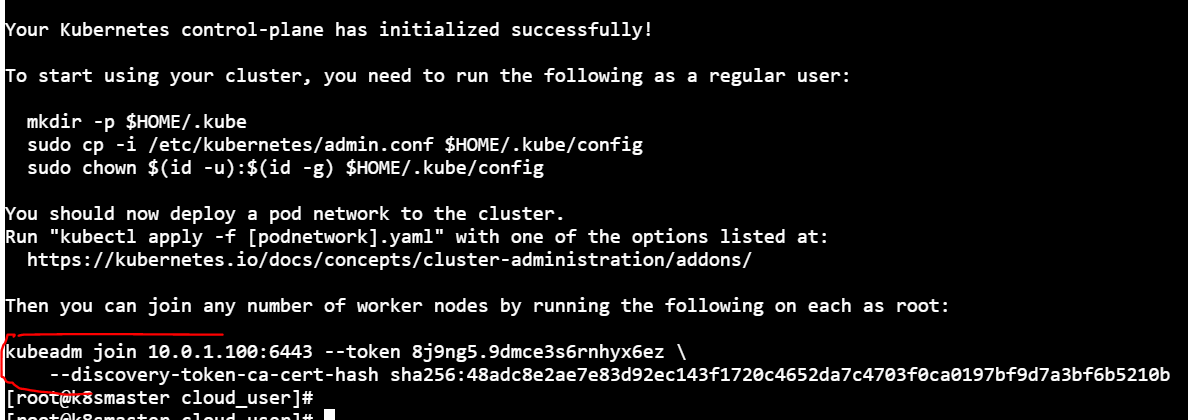 Your Kubernetes control-plane has initialized successfully!
To start using your cluster, you need to run the following as a regular user:
mkdir -p $HOME/.kube
sudo cp -i /etc/kubernetes/admin.conf $HOME/.kube/config
sudo chown $(id -u):$(id -g) $HOME/.kube/config
You should now deploy a pod network to the cluster.
Run "kubectl apply -f [podnetwork].yaml" with one of the options listed at:
https://kubernetes.io/docs/concepts/cluster-administration/addons/
Then you can join any number of worker nodes by running the following on each as root:
kubeadm join 10.0.1.100:6443 --token 8j9ng5.9dmce3s6rnhyx6ez \
--discovery-token-ca-cert-hash sha256:48adc8e2ae7e83d92ec143f1720c4652da7c4703f0ca0197bf9d7a3bf6b5210b
[root@k8smaster cloud_user]#
[root@k8smaster cloud_user]#